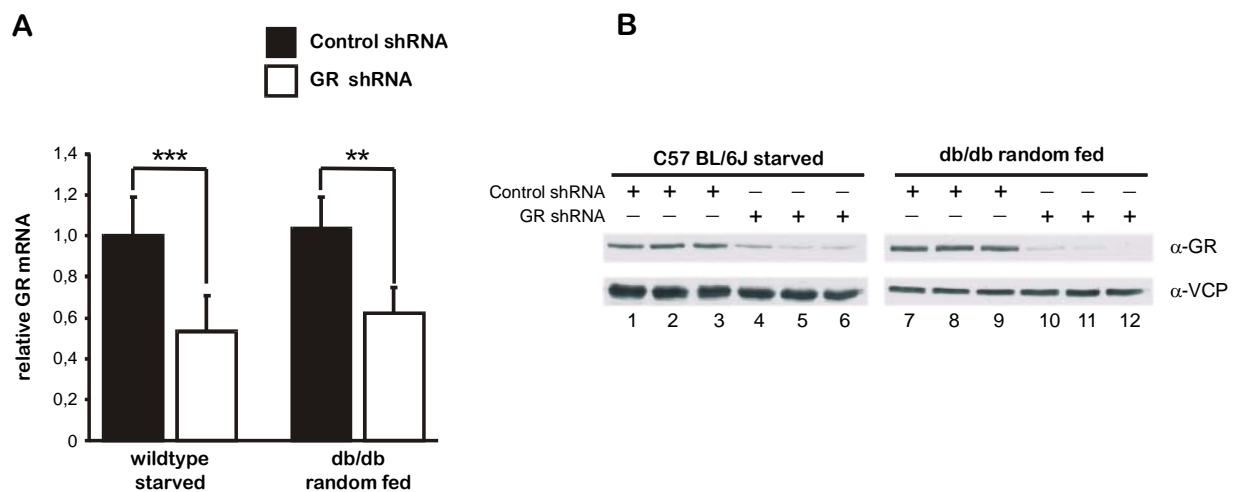 A
Control shRNA
GR shRNA
relative GR mRNA
1,4
1,2
1,0
0,8
0,6
0,4
0,2
0
***
**
wildtype
starved
db/db
random fed
B
C57 BL/6J starved
db/db random fed
Control shRNA + + + – – – + + + – – –
GR shRNA – – – + + + – – – + + +
α-GR
α-VCP
1 2 3 4 5 6 7 8 9 10 11 12